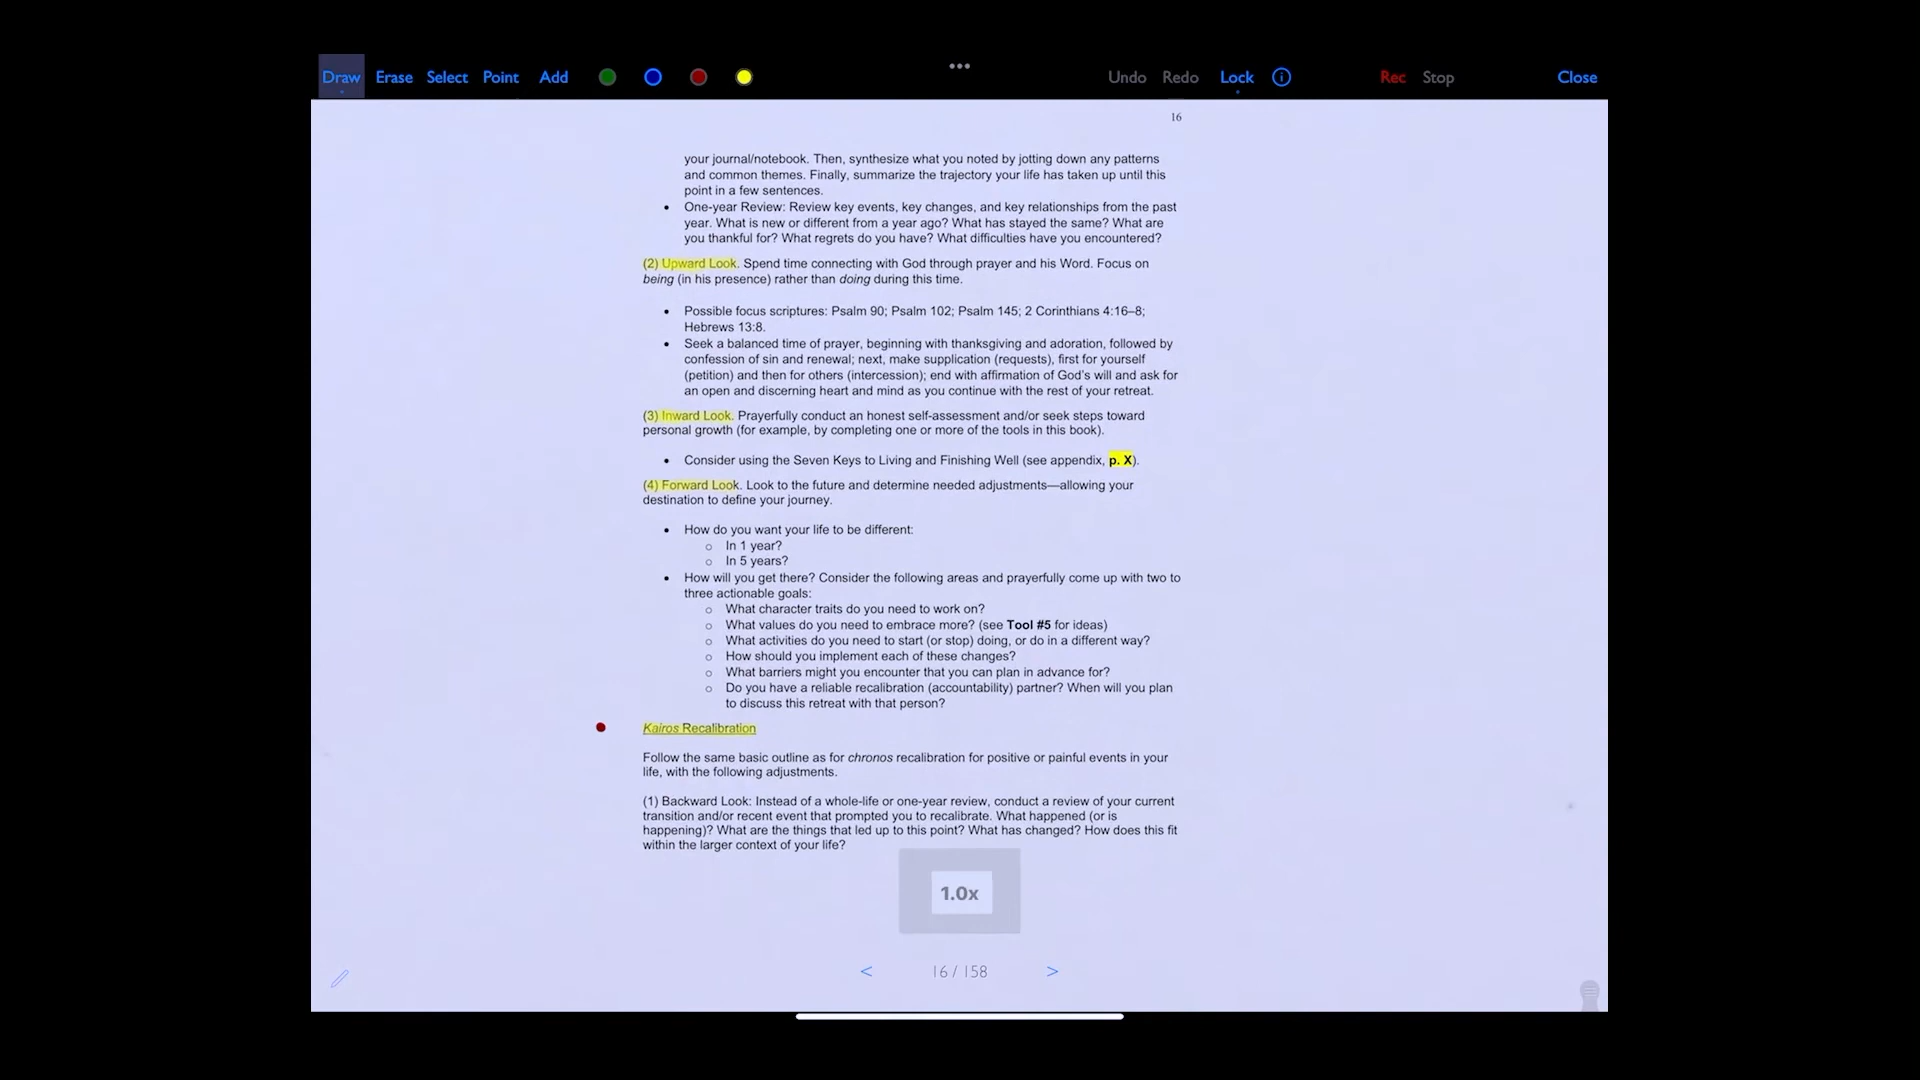 Draw Erase Select Point Add ••• Undo Redo Lock i Rec Stop Close
16
your journal/notebook. Then, synthesize what you noted by jotting down any patterns
and common themes. Finally, summarize the trajectory your life has taken up until this
point in a few sentences.
• One-year Review: Review key events, key changes, and key relationships from the past
year. What is new or different from a year ago? What has stayed the same? What are
you thankful for? What regrets do you have? What difficulties have you encountered?
(2) Upward Look. Spend time connecting with God through prayer and his Word. Focus on
being (in his presence) rather than doing during this time.
• Possible focus scriptures: Psalm 90; Psalm 102; Psalm 145; 2 Corinthians 4:16–8;
Hebrews 13:8.
• Seek a balanced time of prayer, beginning with thanksgiving and adoration, followed by
confession of sin and renewal; next, make supplication (requests), first for yourself
(petition) and then for others (intercession); end with affirmation of God's will and ask for
an open and discerning heart and mind as you continue with the rest of your retreat.
(3) Inward Look. Prayerfully conduct an honest self-assessment and/or seek steps toward
personal growth (for example, by completing one or more of the tools in this book).
• Consider using the Seven Keys to Living and Finishing Well (see appendix, p. X).
(4) Forward Look. Look to the future and determine needed adjustments—allowing your
destination to define your journey.
• How do you want your life to be different:
○ In 1 year?
○ In 5 years?
• How will you get there? Consider the following areas and prayerfully come up with two to
three actionable goals:
○ What character traits do you need to work on?
○ What values do you need to embrace more? (see Tool #5 for ideas)
○ What activities do you need to start (or stop) doing, or do in a different way?
○ How should you implement each of these changes?
○ What barriers might you encounter that you can plan in advance for?
○ Do you have a reliable recalibration (accountability) partner? When will you plan
to discuss this retreat with that person?
Kairos Recalibration
Follow the same basic outline as for chronos recalibration for positive or painful events in your
life, with the following adjustments.
(1) Backward Look: Instead of a whole-life or one-year review, conduct a review of your current
transition and/or recent event that prompted you to recalibrate. What happened (or is
happening)? What are the things that led up to this point? What has changed? How does this fit
within the larger context of your life?
1.0x
< 16 / 158 >